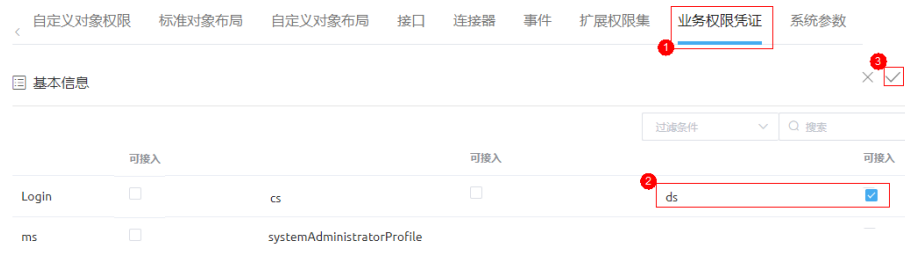 自定义对象权限 标准对象布局 自定义对象布局 接口 连接器 事件 扩展权限集 业务权限凭证 系统参数
1
3
基本信息
过滤条件 搜索
可接入 可接入 可接入
2
Login cs ds
ms systemAdministratorProfile